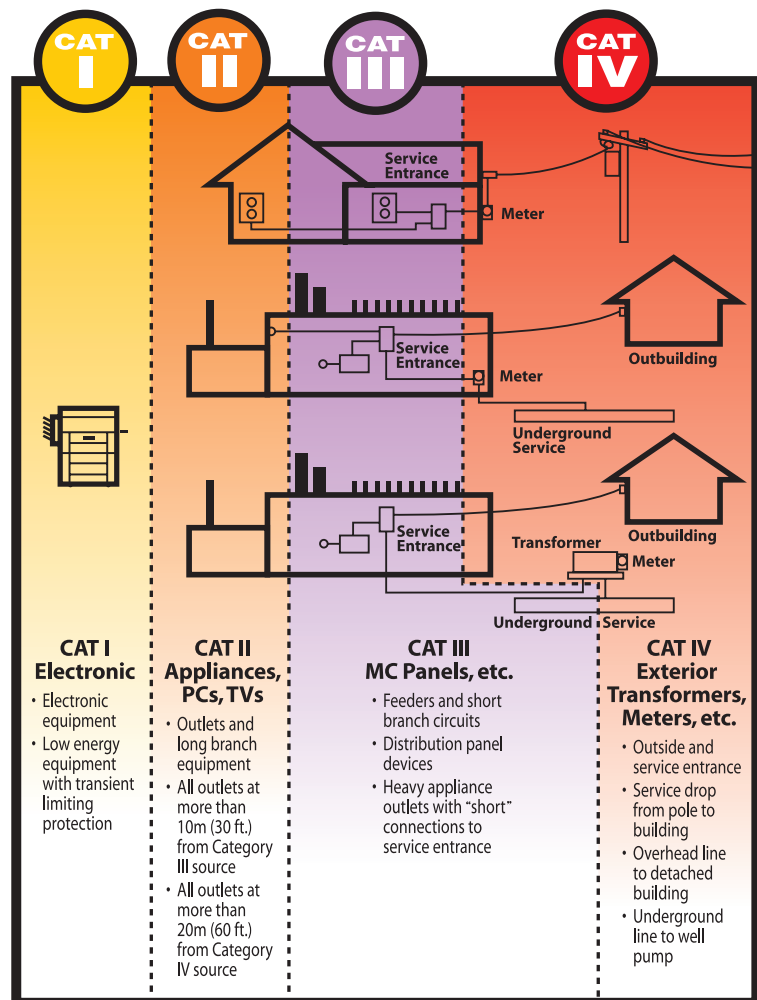 CAT
I
CAT
II
CAT
III
CAT
IV
Service
Entrance
Meter
Service
Entrance
Meter
Outbuilding
Underground
Service
Service
Entrance
Transformer
Meter
Outbuilding
Underground Service
CAT I
Electronic
• Electronic
equipment
• Low energy
equipment
with transient
limiting
protection
CAT II
Appliances,
PCs, TVs
• Outlets and
long branch
equipment
• All outlets at
more than
10m (30 ft.)
from Category
III source
• All outlets at
more than
20m (60 ft.)
from Category
IV source
CAT III
MC Panels, etc.
• Feeders and short
branch circuits
• Distribution panel
devices
• Heavy appliance
outlets with “short”
connections to
service entrance
CAT IV
Exterior
Transformers,
Meters, etc.
• Outside and
service entrance
• Service drop
from pole to
building
• Overhead line
to detached
building
• Underground
line to well
pump